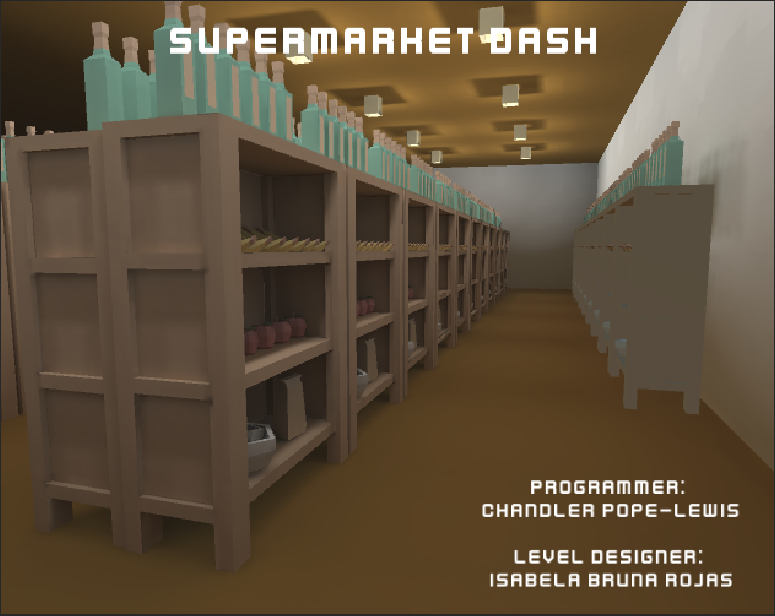 SUPERMARKET DASH
PROGRAMMER:
CHANDLER POPE-LEWIS
LEVEL DESIGNER:
ISABELA BRUNA ROJAS